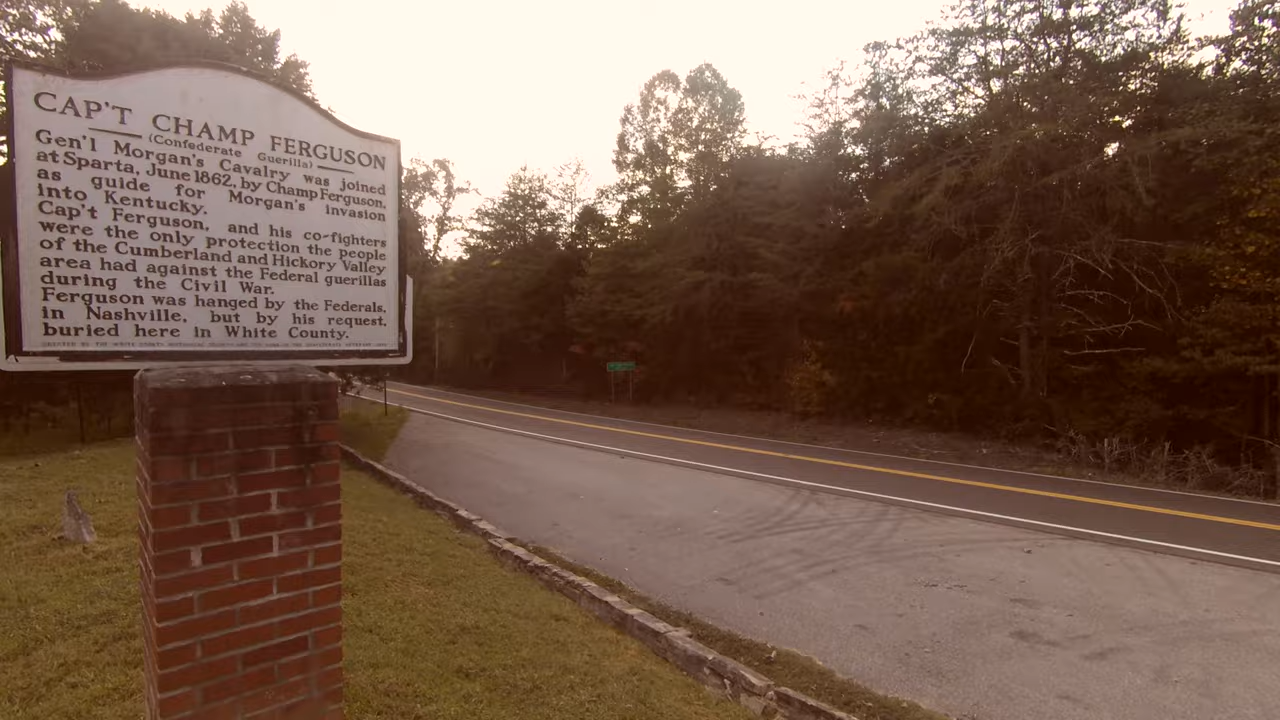 CAP'T CHAMP FERGUSON
(Confederate Guerilla)
Gen'l Morgan's Cavalry was joined
at Sparta, June 1862, by Champ Ferguson,
as guide for Morgan's invasion
into Kentucky.
Cap't Ferguson, and his co-fighters
were the only protection the people
of the Cumberland and Hickory Valley
area had against the Federal guerillas
during the Civil War.
Ferguson was hanged by the Federals,
in Nashville, but by his request,
buried here in White County.